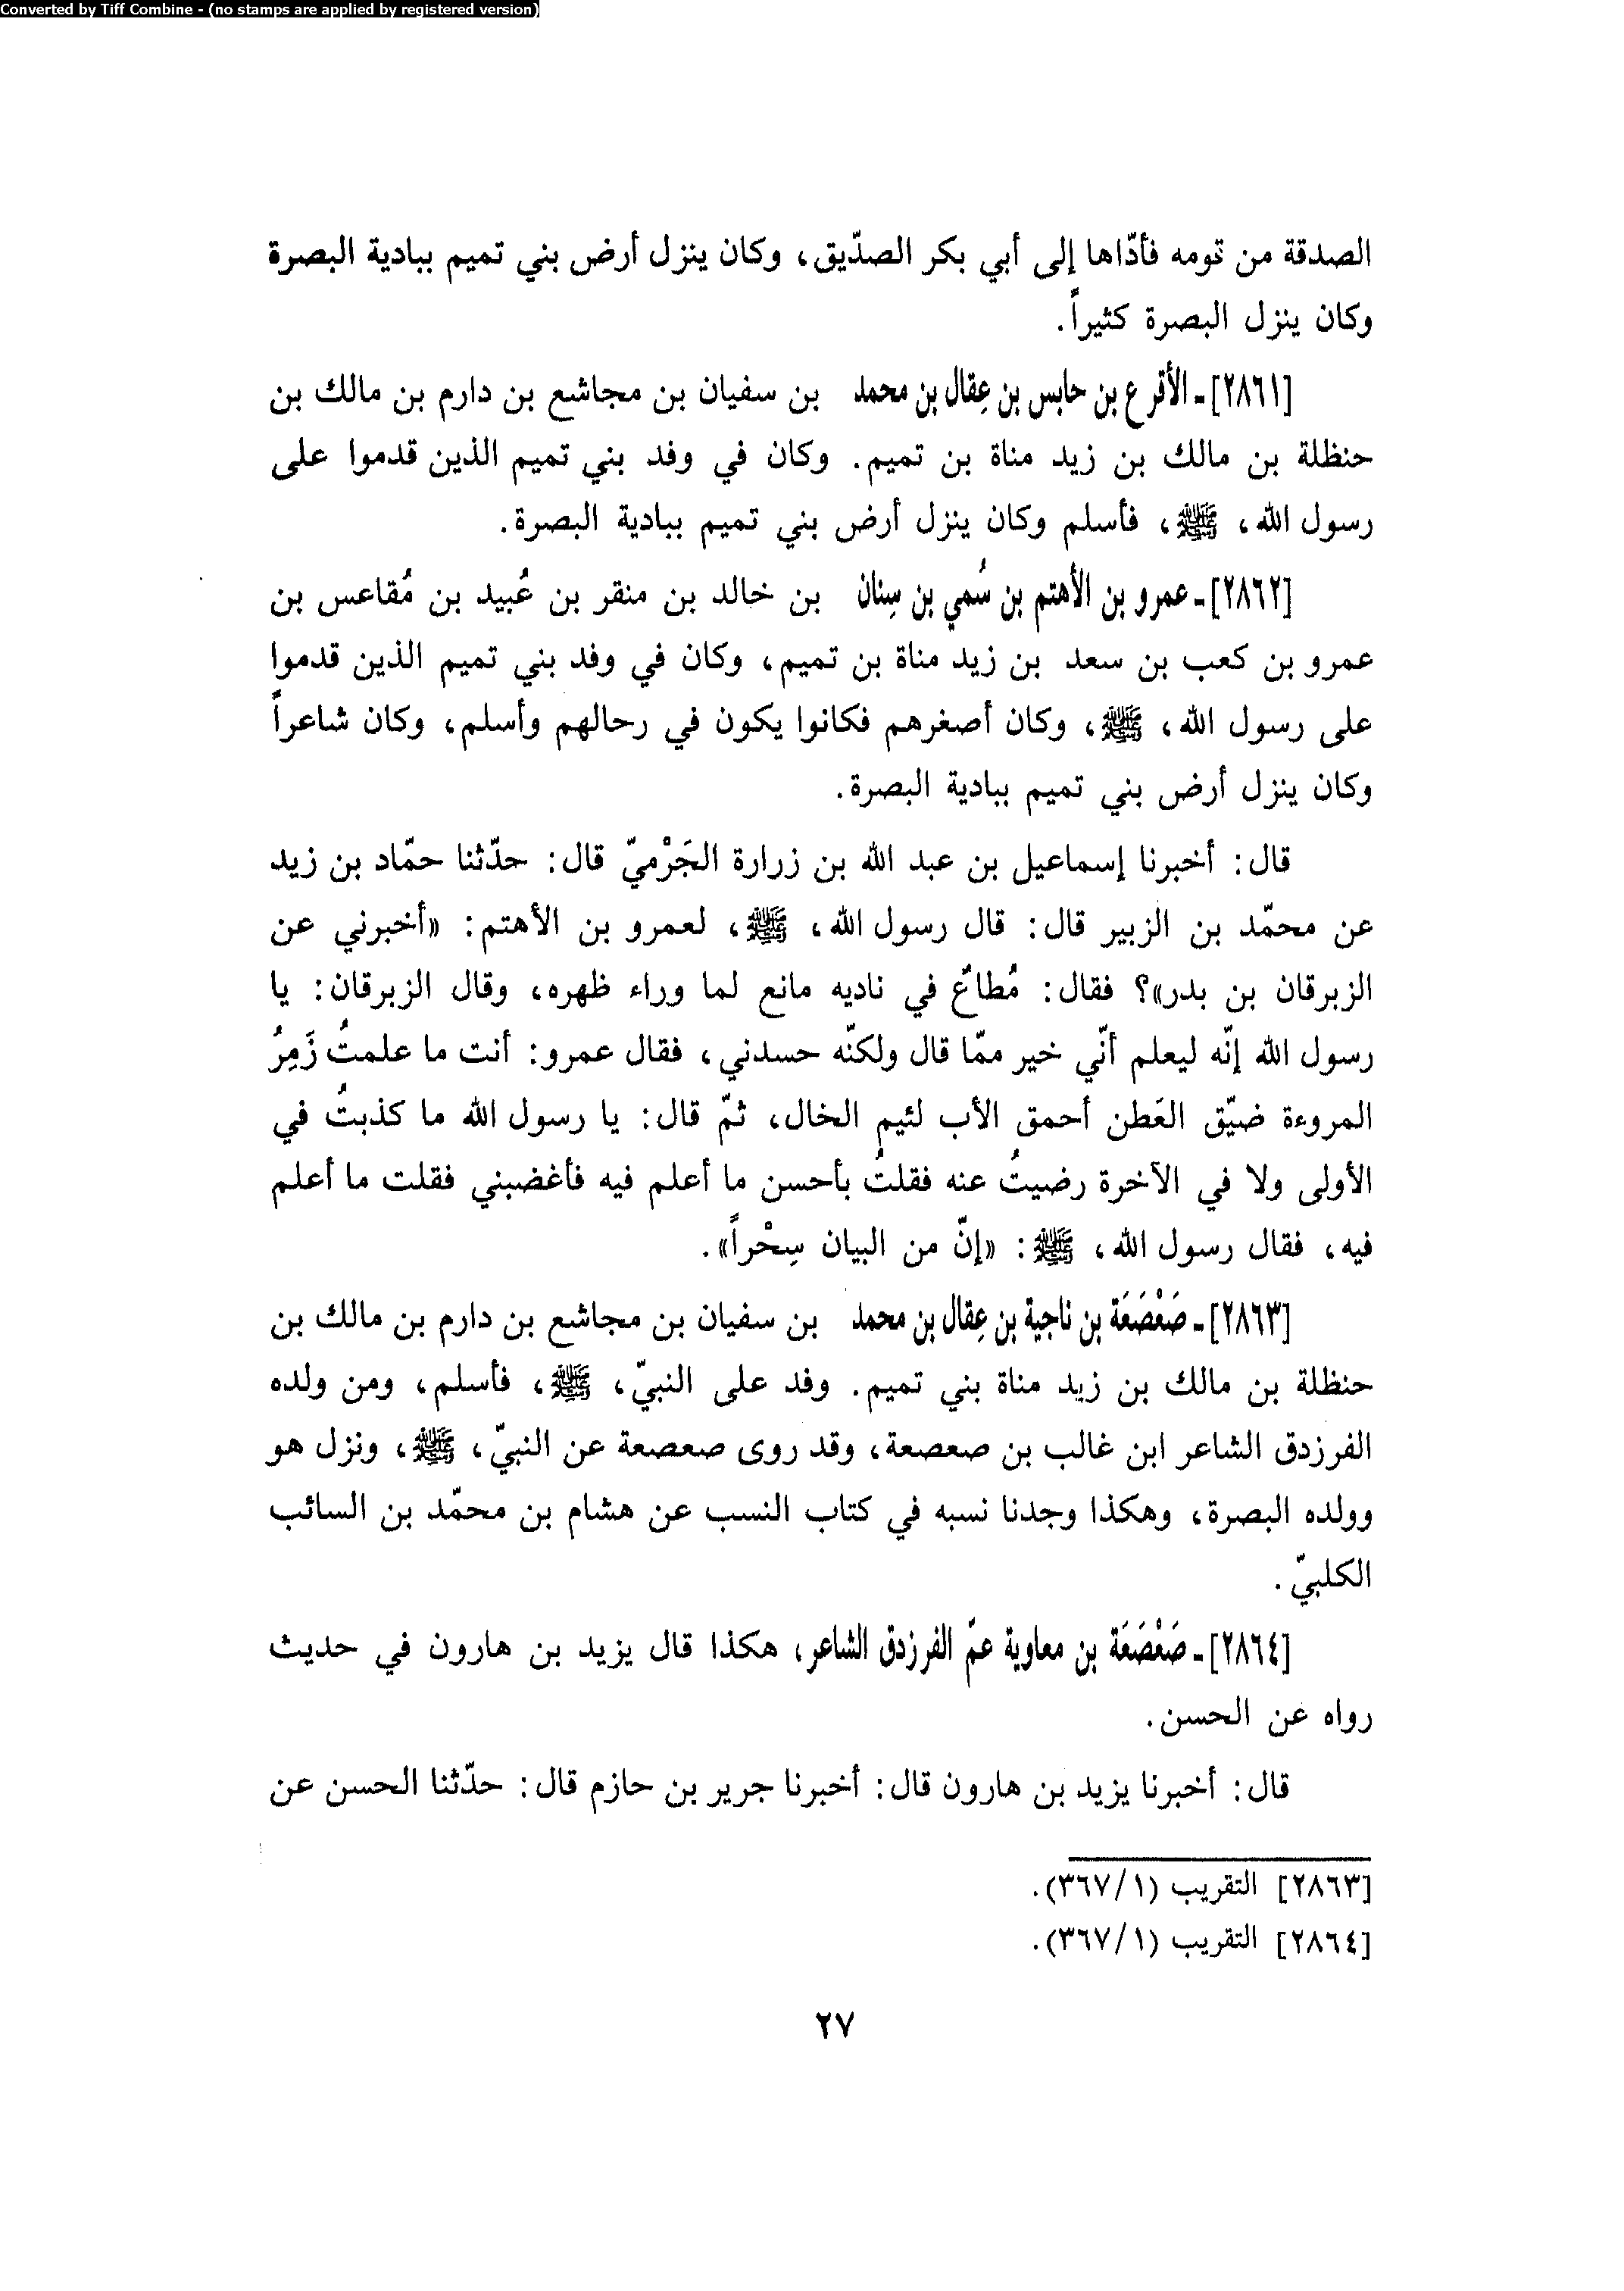 Converted by Tiff Combine - (no stamps are applied by registered version)
الصدقة من قومه فأدّاها إلى أبي بكر الصدّيق، وكان ينزل أرض بني تميم ببادية البصرة
وكان ينزل البصرة كثيراً.
[٢٨٦١]ـ الأقرع بن حابس بن عِقال بن محمد بن سفيان بن مجاشع بن دارم بن مالك بن
حنظلة بن مالك بن زيد مناة بن تميم. وكان في وفد بني تميم الذين قدموا على
رسول الله، ﷺ، فأسلم وكان ينزل أرض بني تميم ببادية البصرة.
[٢٨٦٢]ـ عمرو بن الأهتم بن سُمي بن سِنان بن خالد بن منقر بن عُبيد بن مُقاعس بن
عمرو بن كعب بن سعد بن زيد مناة بن تميم، وكان في وفد بني تميم الذين قدموا
على رسول الله، ﷺ، وكان أصغرهم فكانوا يكون في رحالهم وأسلم، وكان شاعراً
وكان ينزل أرض بني تميم ببادية البصرة.
قال: أخبرنا إسماعيل بن عبد الله بن زرارة الجَرْميّ قال: حدّثنا حمّاد بن زيد
عن محمّد بن الزبير قال: قال رسول الله، ﷺ، لعمرو بن الأهتم: «أخبرني عن
الزبرقان بن بدر»؟ فقال: مُطاعٌ في ناديه مانع لما وراء ظهره، وقال الزبرقان: يا
رسول الله إنّه ليعلم أنّي خير ممّا قال ولكنّه حسدني، فقال عمرو: أنت ما علمتُ زَمِرُ
المروءة ضيّق العَطن أحمق الأب لئيم الخال، ثمّ قال: يا رسول الله ما كذبتُ في
الأولى ولا في الآخرة رضيتُ عنه فقلتُ بأحسن ما أعلم فيه فأغضبني فقلت ما أعلم
فيه، فقال رسول الله، ﷺ: «إنّ من البيان سِحْراً».
[٢٨٦٣]ـ صَعْصَعَة بن ناجية بن عِقال بن محمد بن سفيان بن مجاشع بن دارم بن مالك بن
حنظلة بن مالك بن زيد مناة بني تميم. وفد على النبيّ، ﷺ، فأسلم، ومن ولده
الفرزدق الشاعر ابن غالب بن صعصعة، وقد روى صعصعة عن النبيّ، ﷺ، ونزل هو
وولده البصرة، وهكذا وجدنا نسبه في كتاب النسب عن هشام بن محمّد بن السائب
الكلبيّ.
[٢٨٦٤]ـ صَعْصَعَة بن معاوية عمّ الفرزدق الشاعر، هكذا قال يزيد بن هارون في حديث
رواه عن الحسن.
قال: أخبرنا يزيد بن هارون قال: أخبرنا جرير بن حازم قال: حدّثنا الحسن عن
[٢٨٦٣] التقريب (٣٦٧/١).
[٢٨٦٤] التقريب (٣٦٧/١).
٢٧